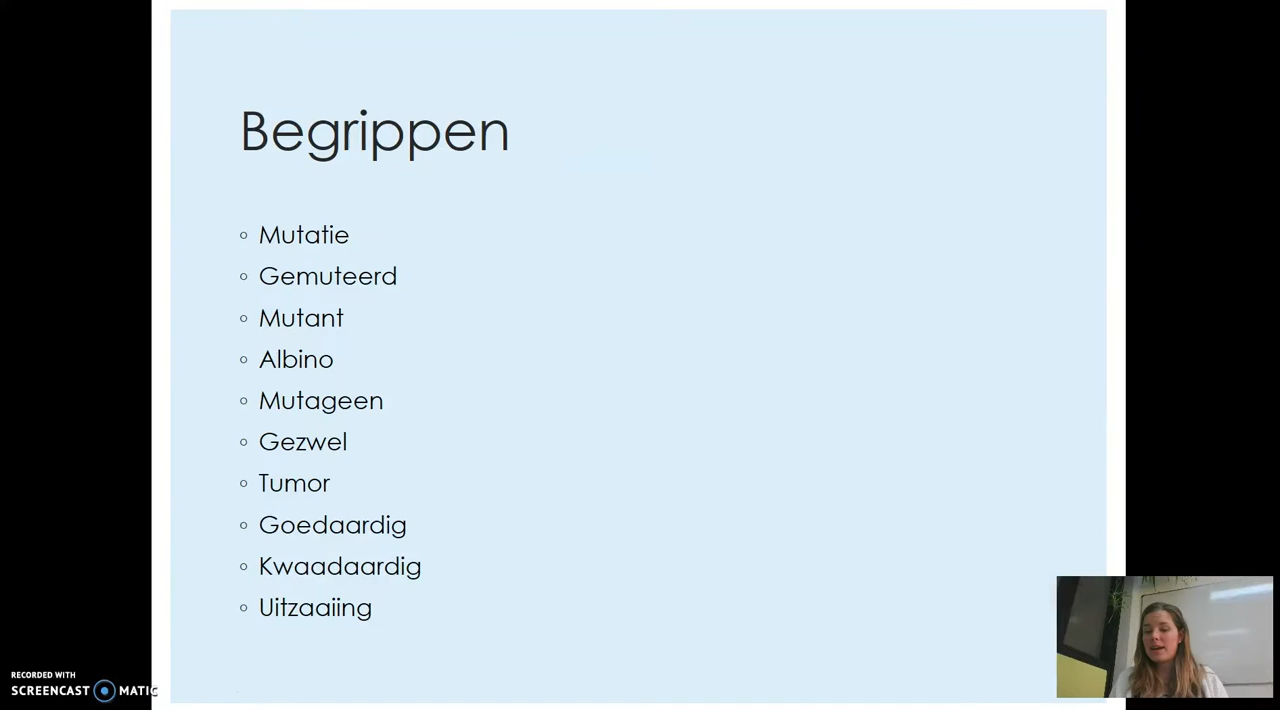 Begrippen
Mutatie
Gemuteerd
Mutant
Albino
Mutageen
Gezwel
Tumor
Goedaardig
Kwaadaardig
Uitzaaiing
RECORDED WITH
SCREENCAST MATIC